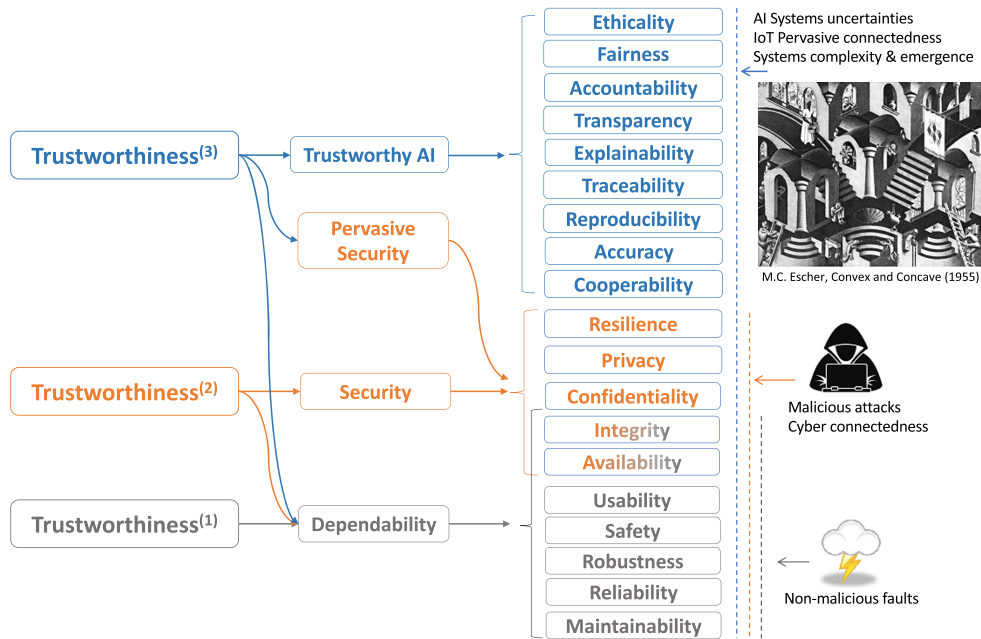 Ethicality
Fairness
Accountability
Transparency
Explainability
Traceability
Reproducibility
Accuracy
Cooperability
Resilience
Privacy
Confidentiality
Integrity
Availability
Usability
Safety
Robustness
Reliability
Maintainability
Trustworthiness(3)
Trustworthy AI
Pervasive
Security
Trustworthiness(2)
Security
Trustworthiness(1)
Dependability
AI Systems uncertainties
IoT Pervasive connectedness
Systems complexity & emergence
M.C. Escher, Convex and Concave (1955)
Malicious attacks
Cyber connectedness
Non-malicious faults